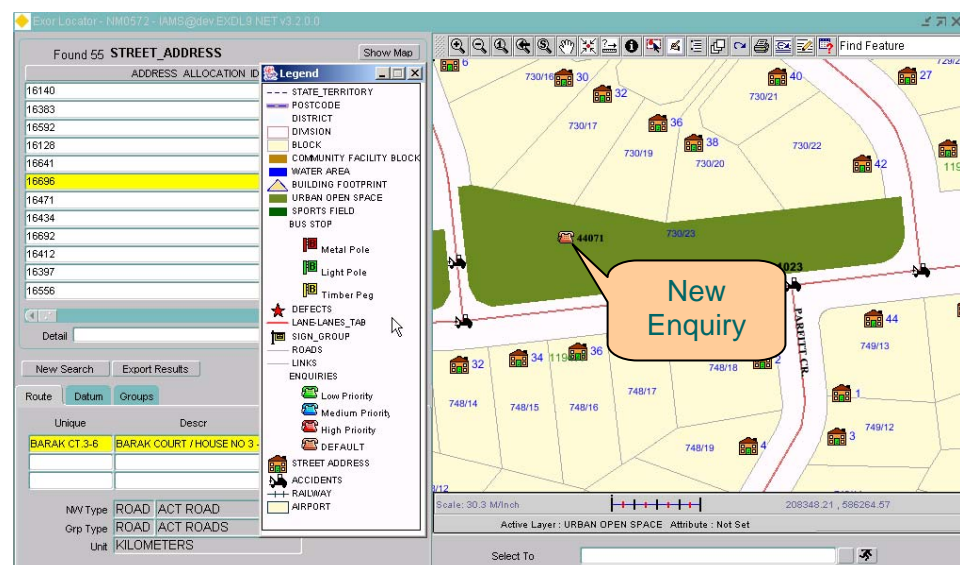 Exor Locator - NM0572 - IAMS@dev.EXDL9.NET v3.2.0.0
Found 55 STREET_ADDRESS
Show Map
ADDRESS ALLOCATION ID
16140
16383
16592
16128
16641
16696
16471
16434
16692
16412
16397
16556
Detail
New Search
Export Results
Route
Datum
Groups
Unique
Descr
BARAK CT.3-6
BARAK COURT / HOUSE NO 3 -
NW Type ROAD ACT ROAD
Grp Type ROAD ACT ROADS
Unit KILOMETERS
Legend
STATE_TERRITORY
POSTCODE
DISTRICT
DIVISION
BLOCK
COMMUNITY FACILITY BLOCK
WATER AREA
BUILDING FOOTPRINT
URBAN OPEN SPACE
SPORTS FIELD
BUS STOP
Metal Pole
Light Pole
Timber Peg
DEFECTS
LANE-LANES_TAB
SIGN_GROUP
ROADS
LINKS
ENQUIRIES
Low Priority
Medium Priority
High Priority
DEFAULT
STREET ADDRESS
ACCIDENTS
RAILWAY
AIRPORT
Find Feature
6
730/16
30
32
40
27
730/21
730/17
36
38
730/19
730/20
730/22
42
44071
730/23
New
Enquiry
PARFITT CR.
44
32
34
36
2
748/18
749/13
748/14
748/15
748/16
748/17
1
3
749/12
748/19
4
Scale: 30.3 M/Inch
208348.21 , 586264.57
Active Layer : URBAN OPEN SPACE Attribute : Not Set
Select To